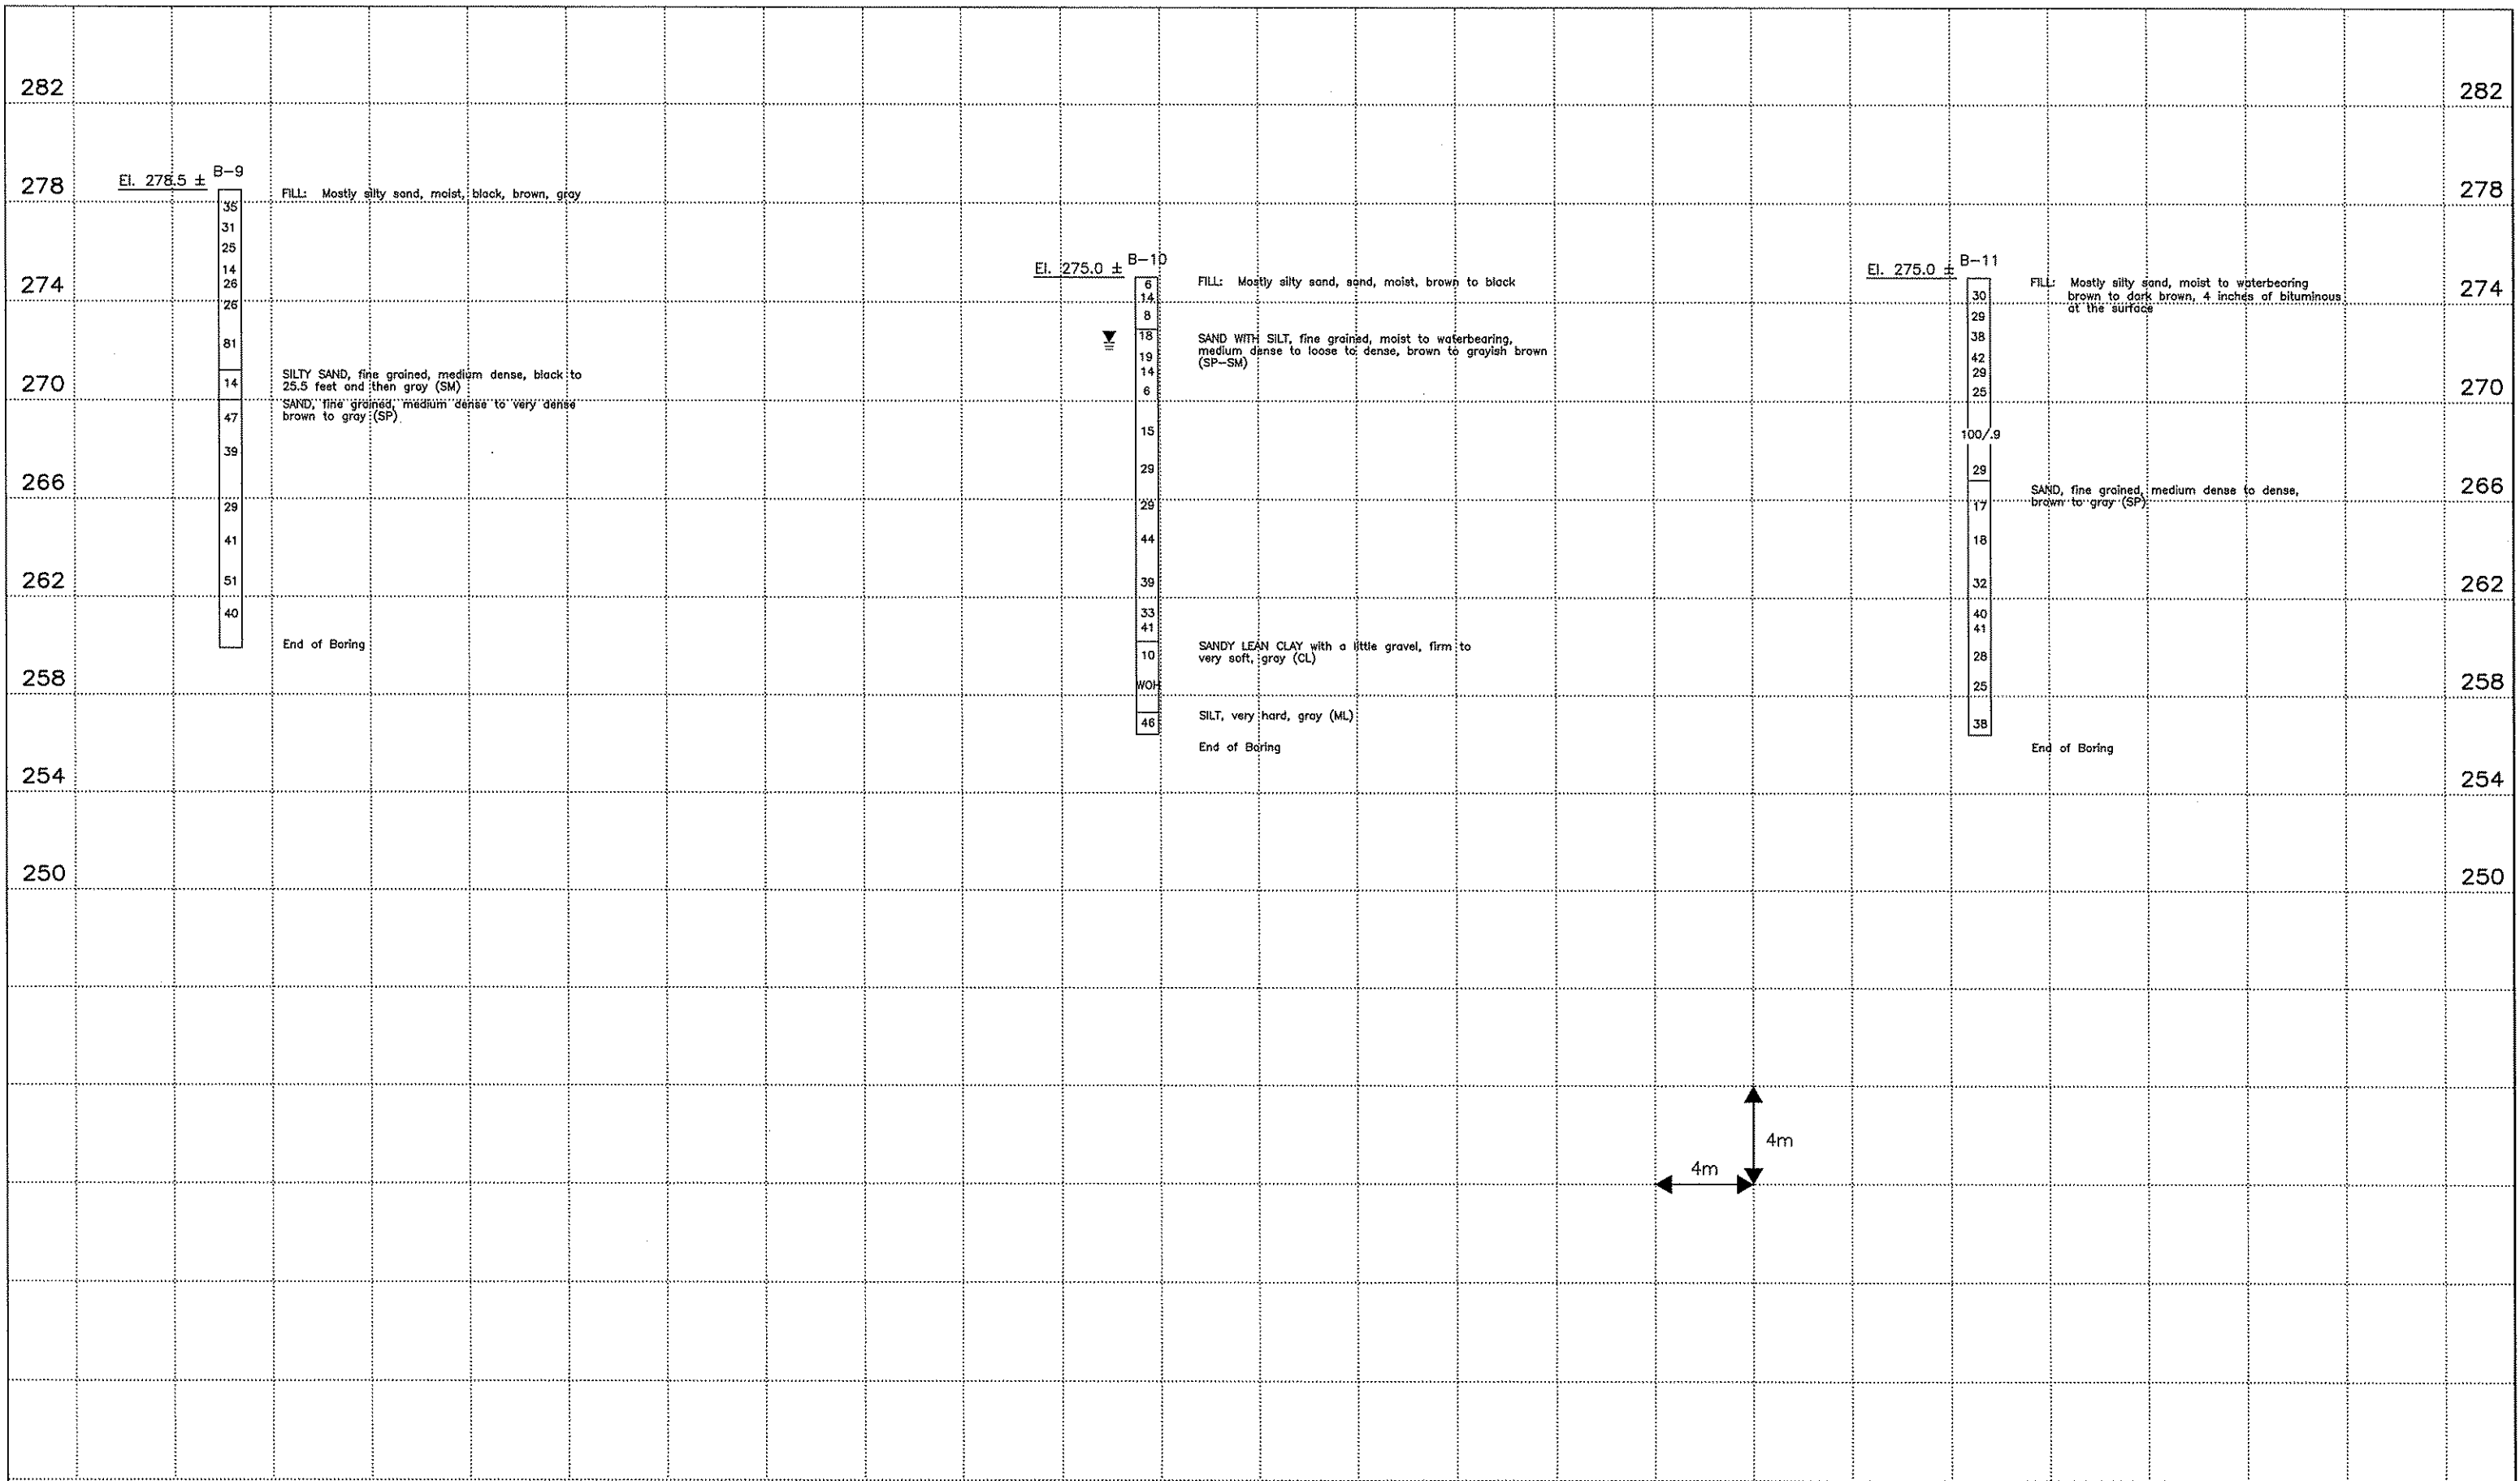 282
278
274
270
266
262
258
254
250
El. 278.5 ±
B-9
35
31
25
14
26
26
81
14
47
39
29
41
51
40
FILL: Mostly silty sand, moist, black, brown, gray
SILTY SAND, fine grained, medium dense, black to
25.5 feet and then gray (SM)
SAND, fine grained, medium dense to very dense
brown to gray (SP)
End of Boring
El. 275.0 ±
B-10
6
14
8
18
19
14
6
15
29
29
44
39
33
41
10
WOH
46
FILL: Mostly silty sand, sand, moist, brown to black
SAND WITH SILT, fine grained, moist to waterbearing,
medium dense to loose to dense, brown to grayish brown
(SP-SM)
SANDY LEAN CLAY with a little gravel, firm to
very soft, gray (CL)
SILT, very hard, gray (ML)
End of Boring
El. 275.0 ±
B-11
30
29
38
42
29
25
100/.9
29
17
18
32
40
41
28
25
38
FILL: Mostly silty sand, moist to waterbearing
brown to dark brown, 4 inches of bituminous
at the surface
SAND, fine grained, medium dense to dense,
brown to gray (SP)
End of Boring
282
278
274
270
266
262
258
254
250
4m
4m